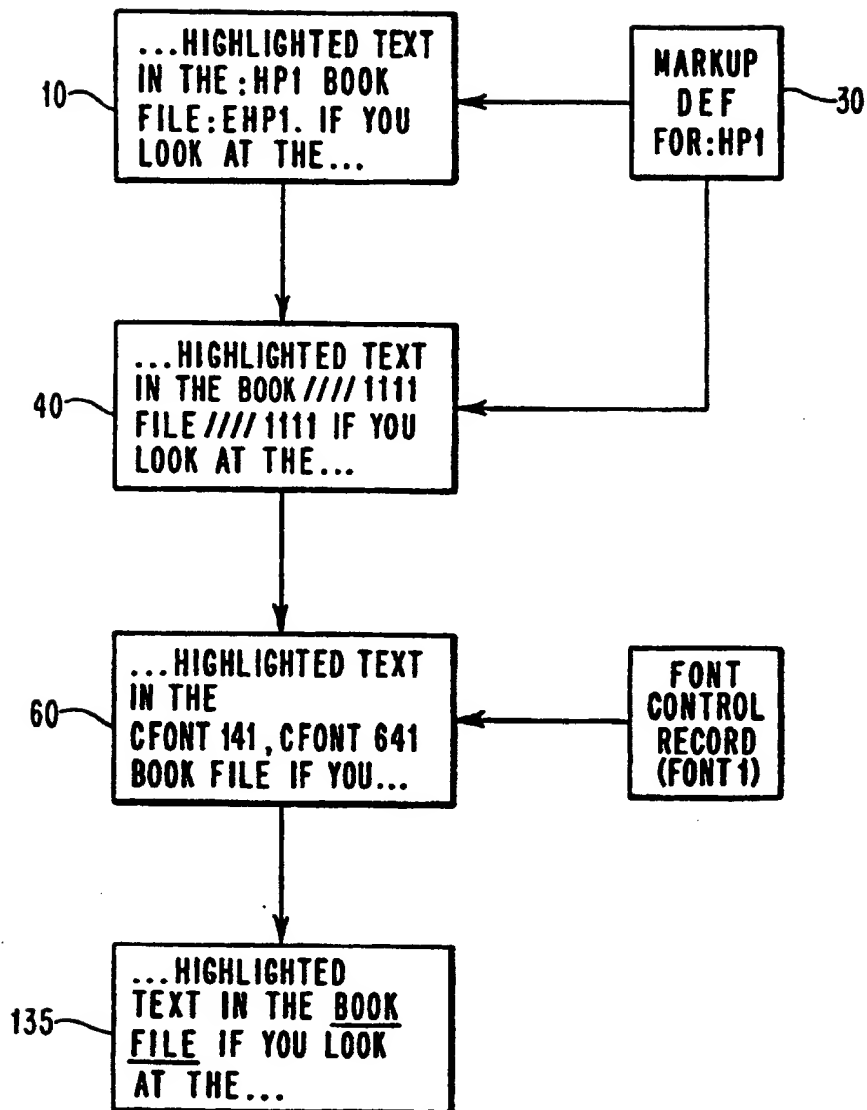 ...HIGHLIGHTED TEXT
IN THE :HP1 BOOK
FILE:EHP1. IF YOU
LOOK AT THE...
10
MARKUP
DEF
FOR:HP1
30
...HIGHLIGHTED TEXT
IN THE BOOK //// 1111
FILE //// 1111 IF YOU
LOOK AT THE...
40
...HIGHLIGHTED TEXT
IN THE
CFONT 141, CFONT 641
BOOK FILE IF YOU...
60
FONT
CONTROL
RECORD
(FONT 1)
...HIGHLIGHTED
TEXT IN THE BOOK
FILE IF YOU LOOK
AT THE...
135